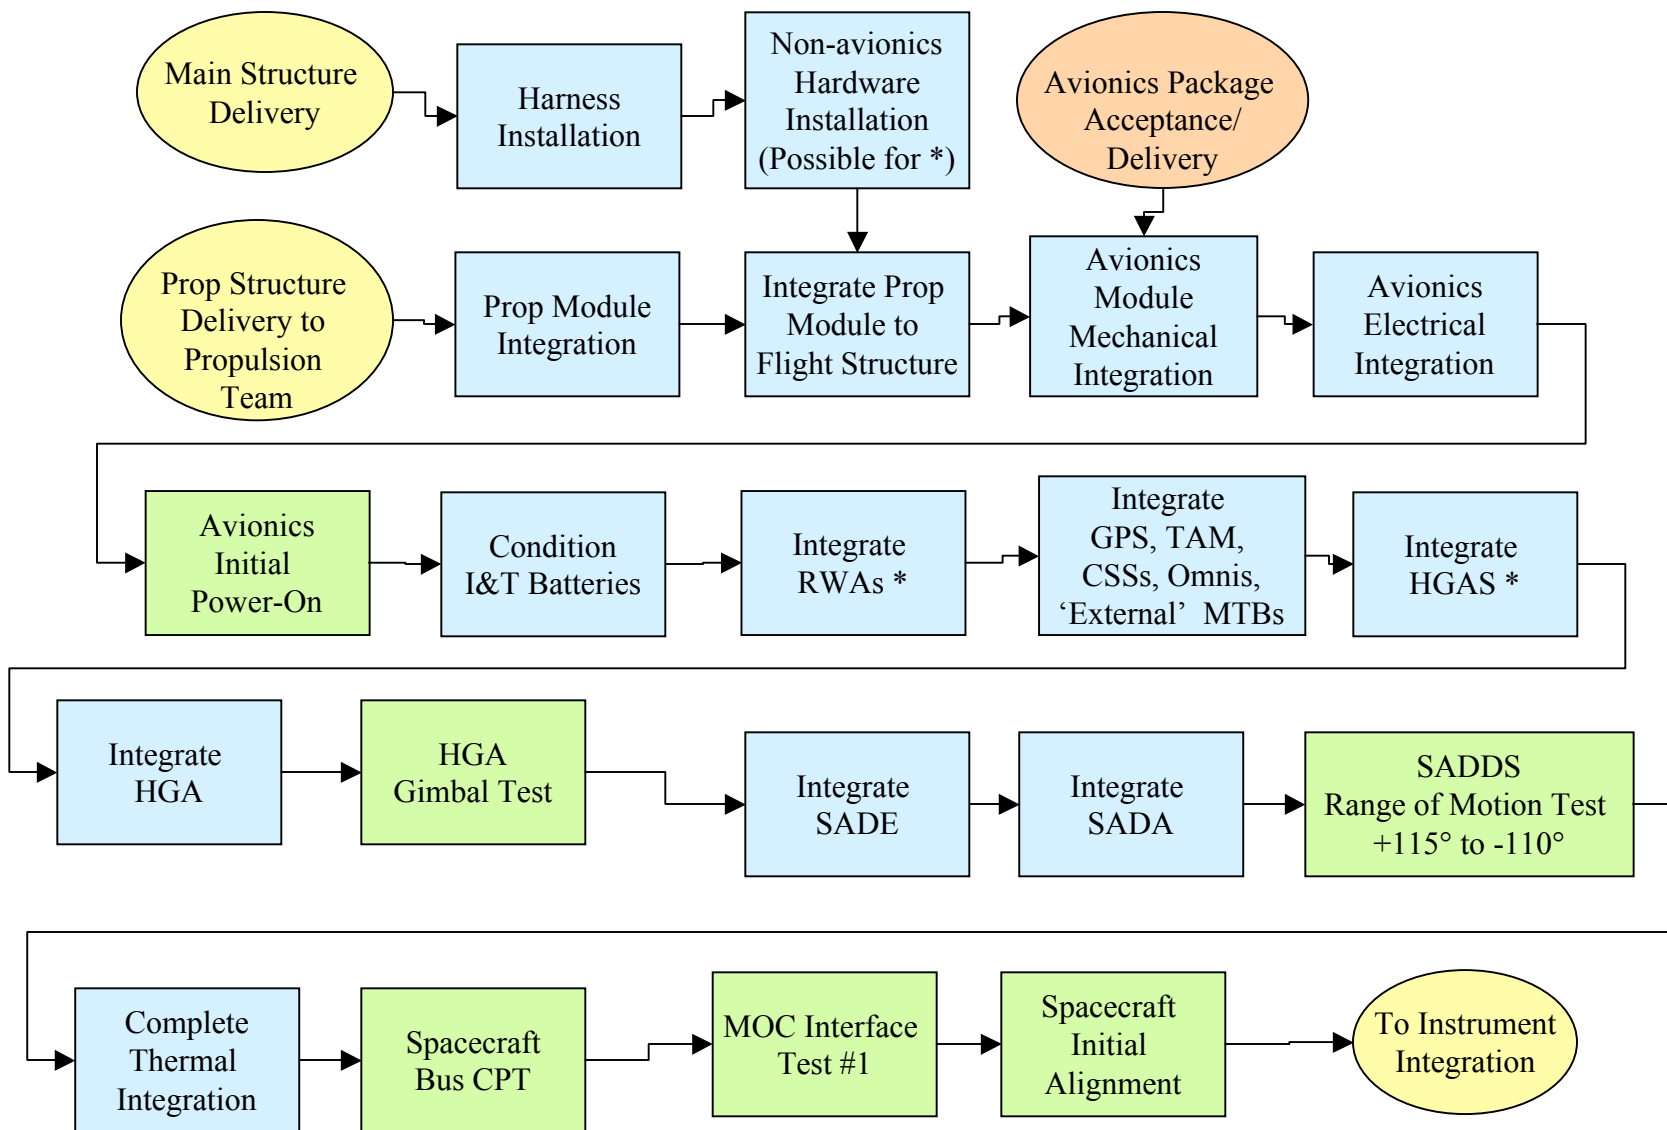 Main Structure
Delivery
Harness
Installation
Non-avionics
Hardware
Installation
(Possible for *)
Avionics Package
Acceptance/
Delivery
Prop Structure
Delivery to
Propulsion
Team
Prop Module
Integration
Integrate Prop
Module to
Flight Structure
Avionics
Module
Mechanical
Integration
Avionics
Electrical
Integration
Avionics
Initial
Power-On
Condition
I&T Batteries
Integrate
RWAs *
Integrate
GPS, TAM,
CSSs, Omnis,
‘External’ MTBs
Integrate
HGAS *
Integrate
HGA
HGA
Gimbal Test
Integrate
SADE
Integrate
SADA
SADDS
Range of Motion Test
+115° to -110°
Complete
Thermal
Integration
Spacecraft
Bus CPT
MOC Interface
Test #1
Spacecraft
Initial
Alignment
To Instrument
Integration